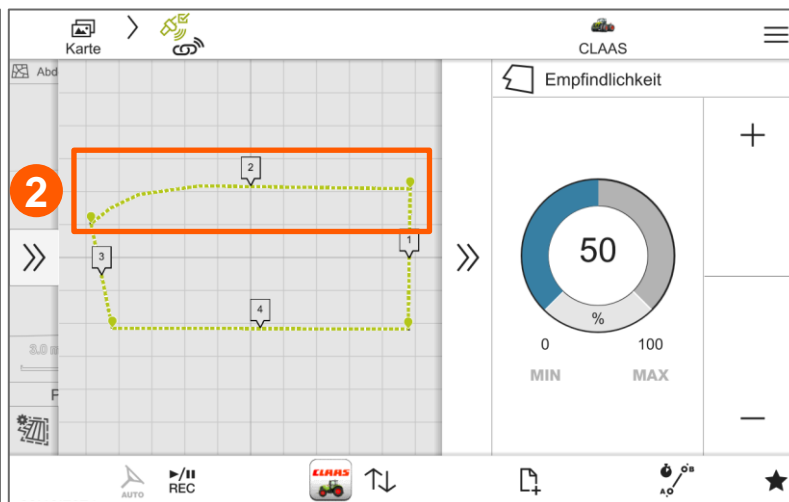 Karte
CLAAS
Abd
Empfindlichkeit
2
2
3
1
4
50
%
0
100
MIN
MAX
3.0 m
F
AUTO
REC
CLAAS
A
B